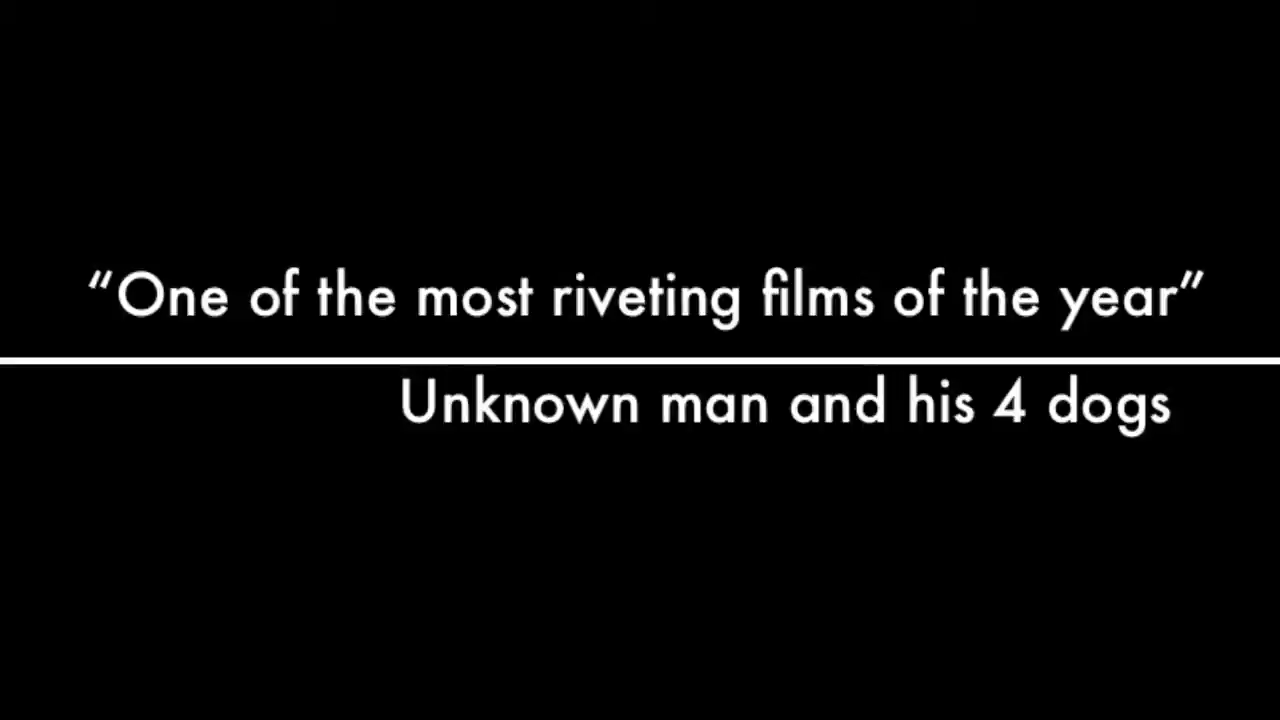 “One of the most riveting films of the year”
Unknown man and his 4 dogs